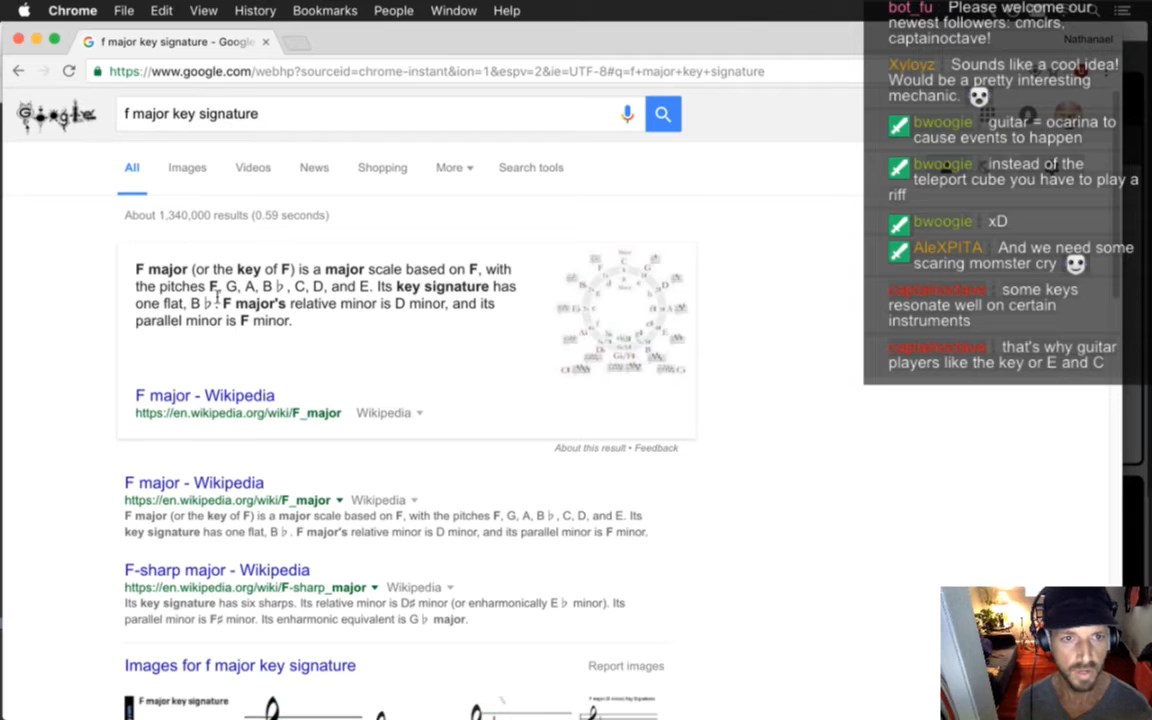 Chrome File Edit View History Bookmarks People Window Help
f major key signature - Google
Nathanael
https://www.google.com/webhp?sourceid=chrome-instant&ion=1&espv=2&ie=UTF-8#q=f+major+key+signature
Google
f major key signature
All Images Videos News Shopping More Search tools
About 1,340,000 results (0.59 seconds)
F major (or the key of F) is a major scale based on F, with
the pitches F, G, A, B♭, C, D, and E. Its key signature has
one flat, B♭. F major's relative minor is D minor, and its
parallel minor is F minor.
F major - Wikipedia
https://en.wikipedia.org/wiki/F_major Wikipedia
About this result • Feedback
F major - Wikipedia
https://en.wikipedia.org/wiki/F_major Wikipedia
F major (or the key of F) is a major scale based on F, with the pitches F, G, A, B♭, C, D, and E. Its
key signature has one flat, B♭. F major's relative minor is D minor, and its parallel minor is F minor.
F-sharp major - Wikipedia
https://en.wikipedia.org/wiki/F-sharp_major Wikipedia
Its key signature has six sharps. Its relative minor is D♯ minor (or enharmonically E♭ minor). Its
parallel minor is F♯ minor. Its enharmonic equivalent is G♭ major.
Images for f major key signature Report images
F major key signature
bot_fu Please welcome our
newest followers: cmclrs,
captainoctave!
Xyloyz Sounds like a cool idea!
Would be a pretty interesting
mechanic.
bwoogie guitar = ocarina to
cause events to happen
bwoogie instead of the
teleport cube you have to play a
riff
bwoogie xD
AleXPITA And we need some
scaring momster cry
captainoctave some keys
resonate well on certain
instruments
captainoctave that's why guitar
players like the key or E and C